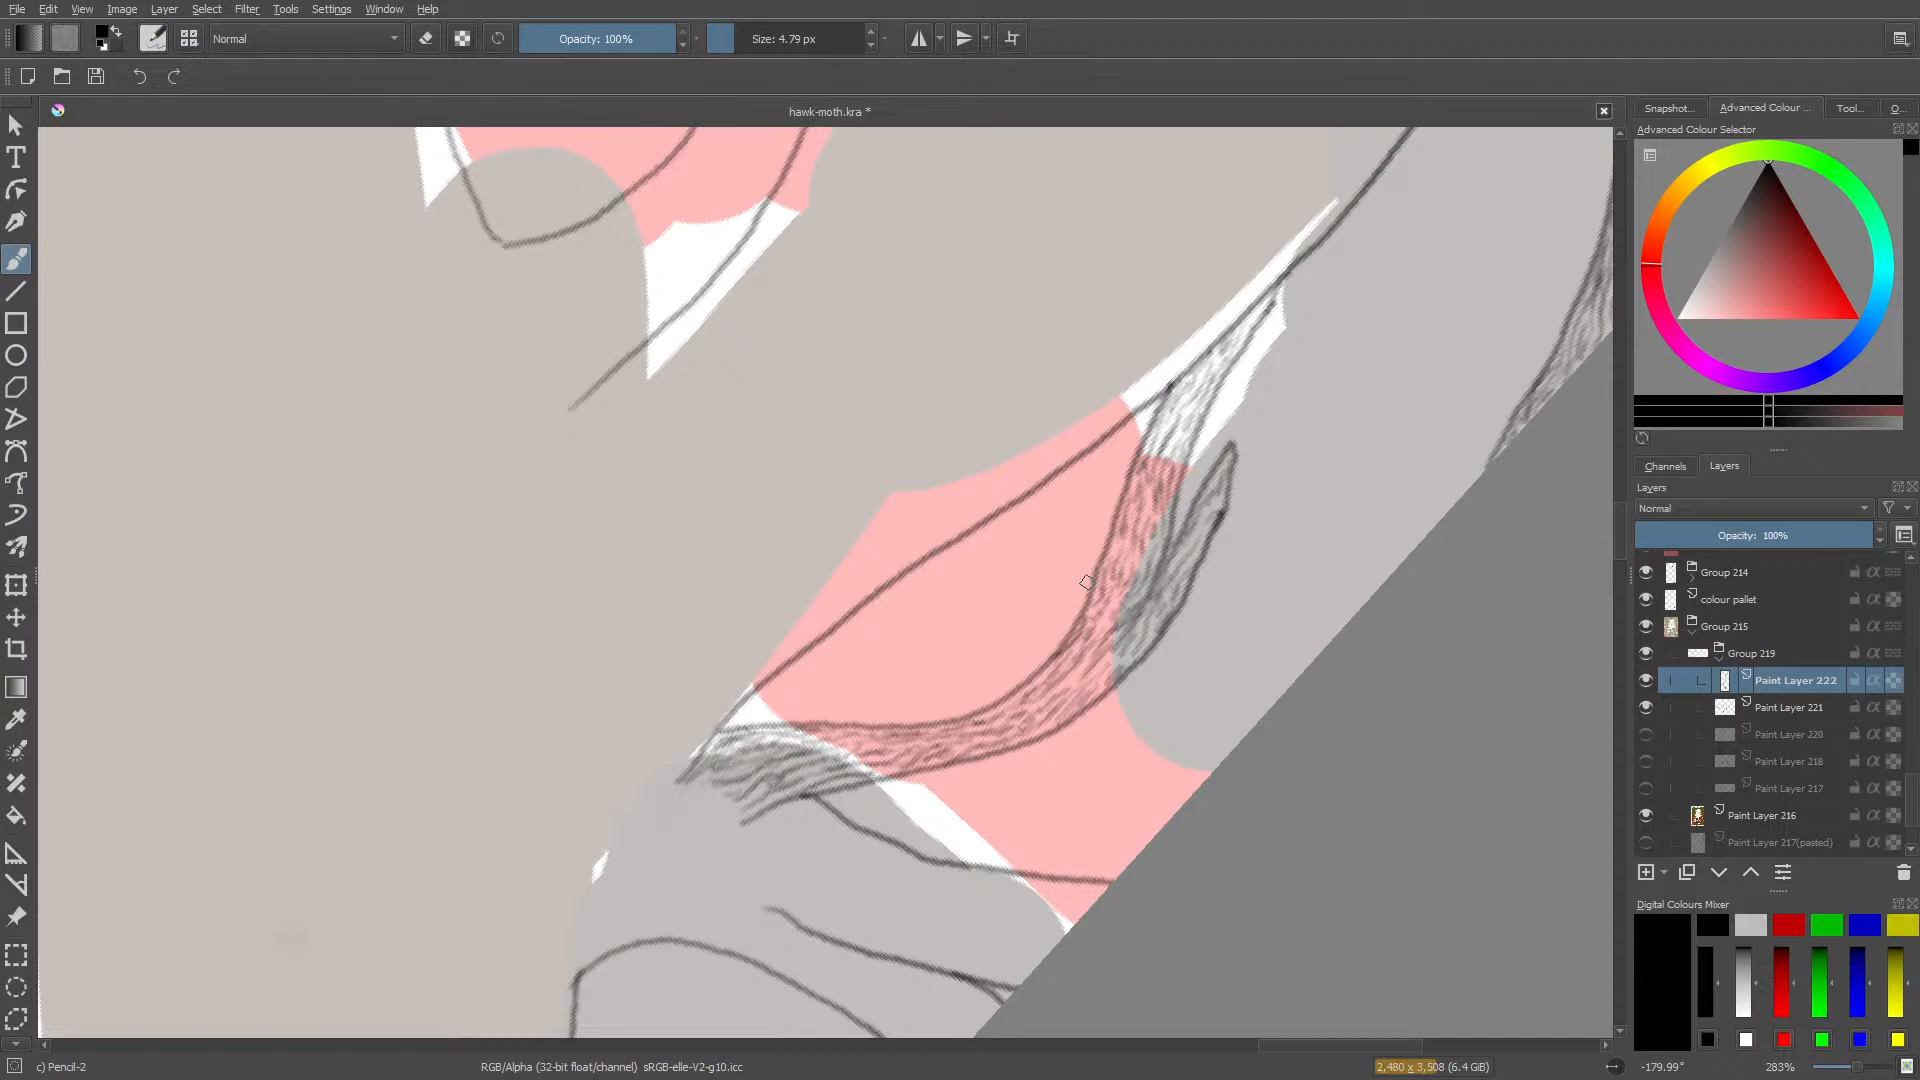 File Edit View Image Layer Select Filter Tools Settings Window Help
Normal Opacity: 100% Size: 4.79 px
hawk-moth.kra *
Snapshot... Advanced Colour ... Tool... O...
Advanced Colour Selector
Channels Layers
Layers
Normal
Opacity: 100%
Group 214
colour pallet
Group 215
Group 219
Paint Layer 222
Paint Layer 221
Paint Layer 220
Paint Layer 218
Paint Layer 217
Paint Layer 216
Paint Layer 217(pasted)
Digital Colours Mixer
c) Pencil-2 RGB/Alpha (32-bit float/channel) sRGB-elle-V2-g10.icc 2,480 x 3,508 (6.4 GiB) -179.99° 283%